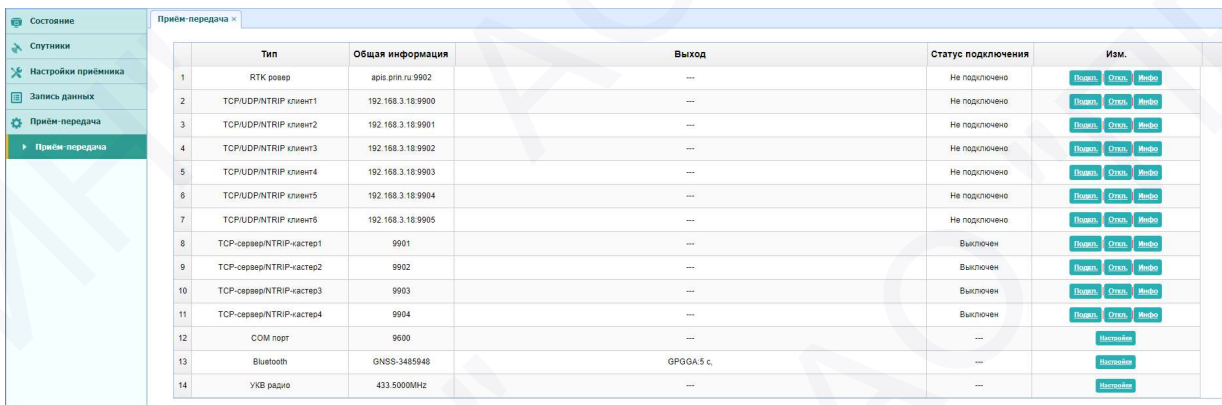 Состояние
Спутники
Настройки приёмника
Запись данных
Приём-передача
Приём-передача
Приём-передача ×
Тип Общая информация Выход Статус подключения Изм.
1 RTK ровер apis.prin.ru:9902 --- Не подключено Подкл. Откл. Инфо
2 TCP/UDP/NTRIP клиент1 192.168.3.18:9900 --- Не подключено Подкл. Откл. Инфо
3 TCP/UDP/NTRIP клиент2 192.168.3.18:9901 --- Не подключено Подкл. Откл. Инфо
4 TCP/UDP/NTRIP клиент3 192.168.3.18:9902 --- Не подключено Подкл. Откл. Инфо
5 TCP/UDP/NTRIP клиент4 192.168.3.18:9903 --- Не подключено Подкл. Откл. Инфо
6 TCP/UDP/NTRIP клиент5 192.168.3.18:9904 --- Не подключено Подкл. Откл. Инфо
7 TCP/UDP/NTRIP клиент6 192.168.3.18:9905 --- Не подключено Подкл. Откл. Инфо
8 TCP-сервер/NTRIP-кастер1 9901 --- Выключен Подкл. Откл. Инфо
9 TCP-сервер/NTRIP-кастер2 9902 --- Выключен Подкл. Откл. Инфо
10 TCP-сервер/NTRIP-кастер3 9903 --- Выключен Подкл. Откл. Инфо
11 TCP-сервер/NTRIP-кастер4 9904 --- Выключен Подкл. Откл. Инфо
12 COM порт 9600 --- --- Настройки
13 Bluetooth GNSS-3485948 GPGGA:5 с, --- Настройки
14 УКВ радио 433.5000MHz --- --- Настройки